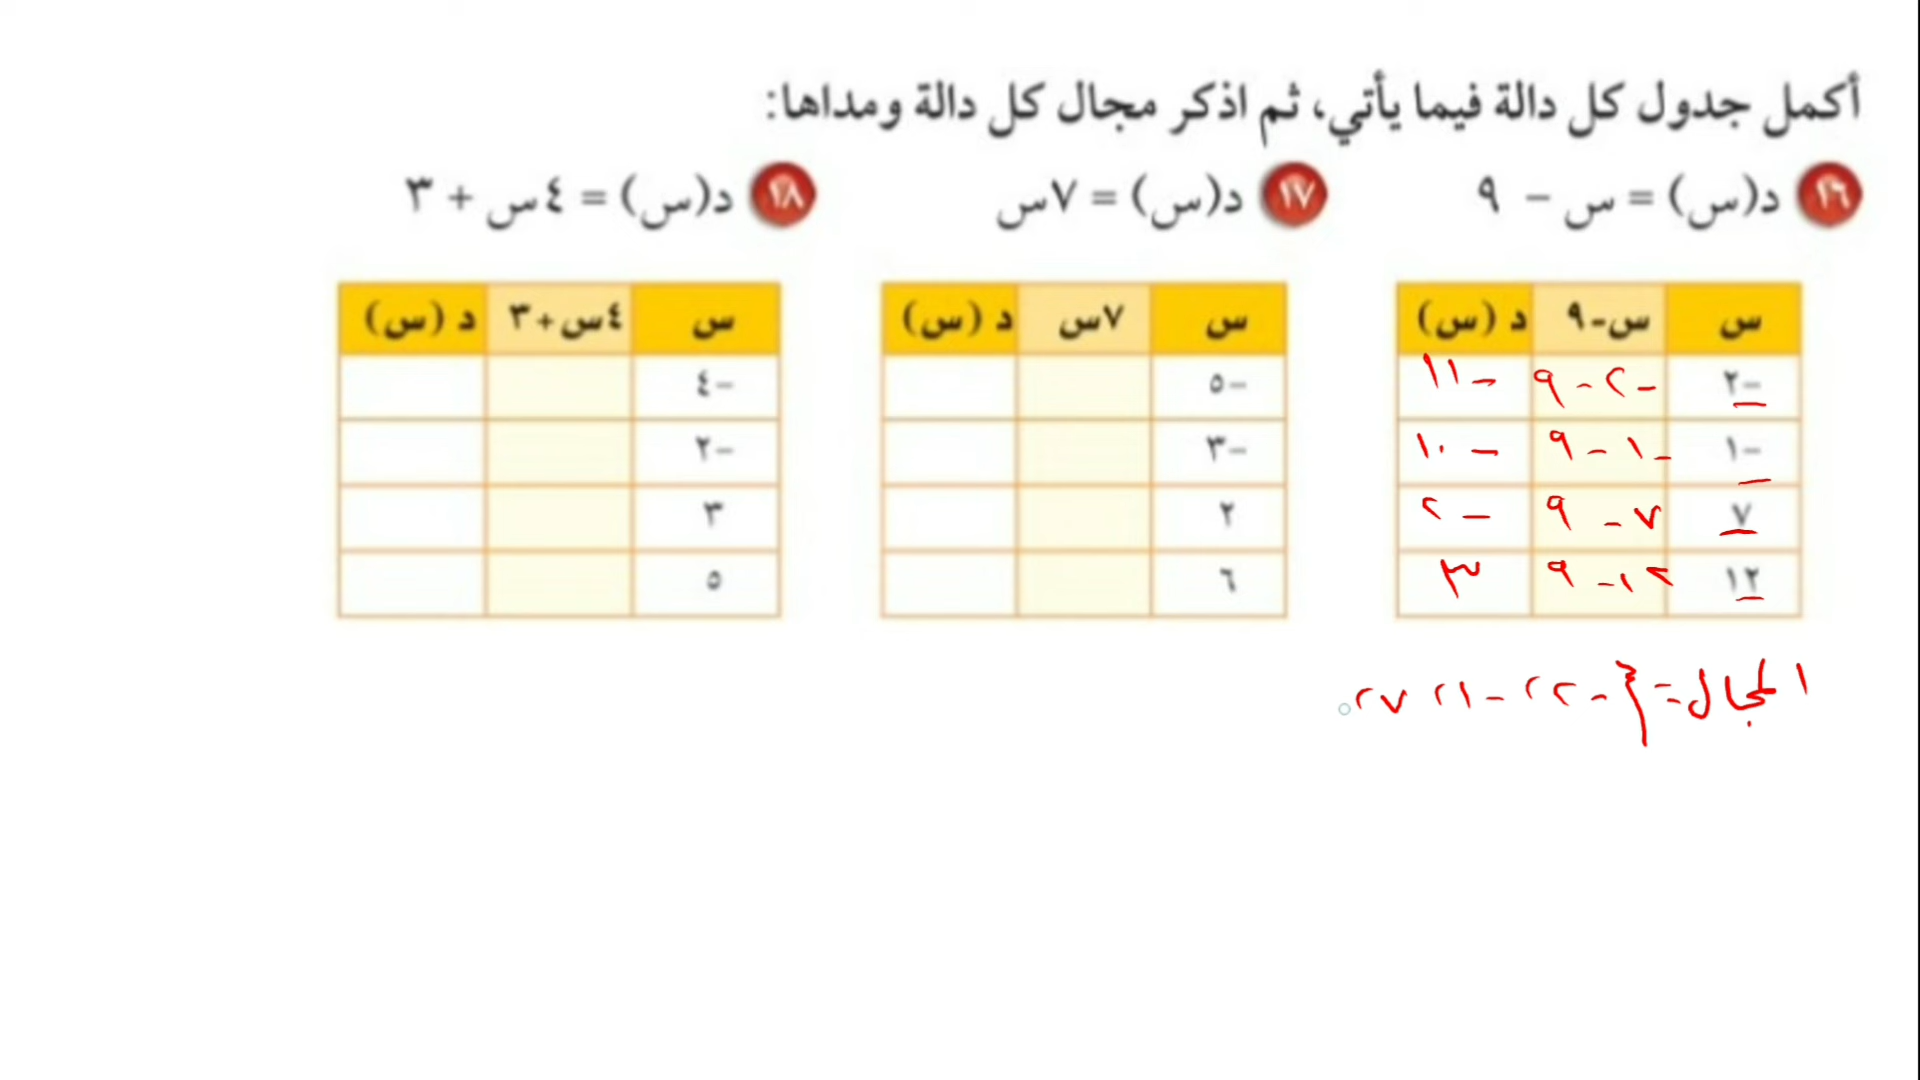 أكمل جدول كل دالة فيما يأتي، ثم اذكر مجال كل دالة ومداها:
١٦ د(س) = س - ٩
س | س-٩ | د (س)
-٢ | -٢-٩ | -١١
-١ | -١-٩ | -١٠
٧ | ٧-٩ | -٢
١٢ | ١٢-٩ | ٣
المجال = {-٢، -١، ٧،
١٧ د(س) = ٧س
س | ٧س | د (س)
-٥
-٣
٢
٦
١٨ د(س) = ٤س + ٣
س | ٤س+٣ | د (س)
-٤
-٢
٣
٥